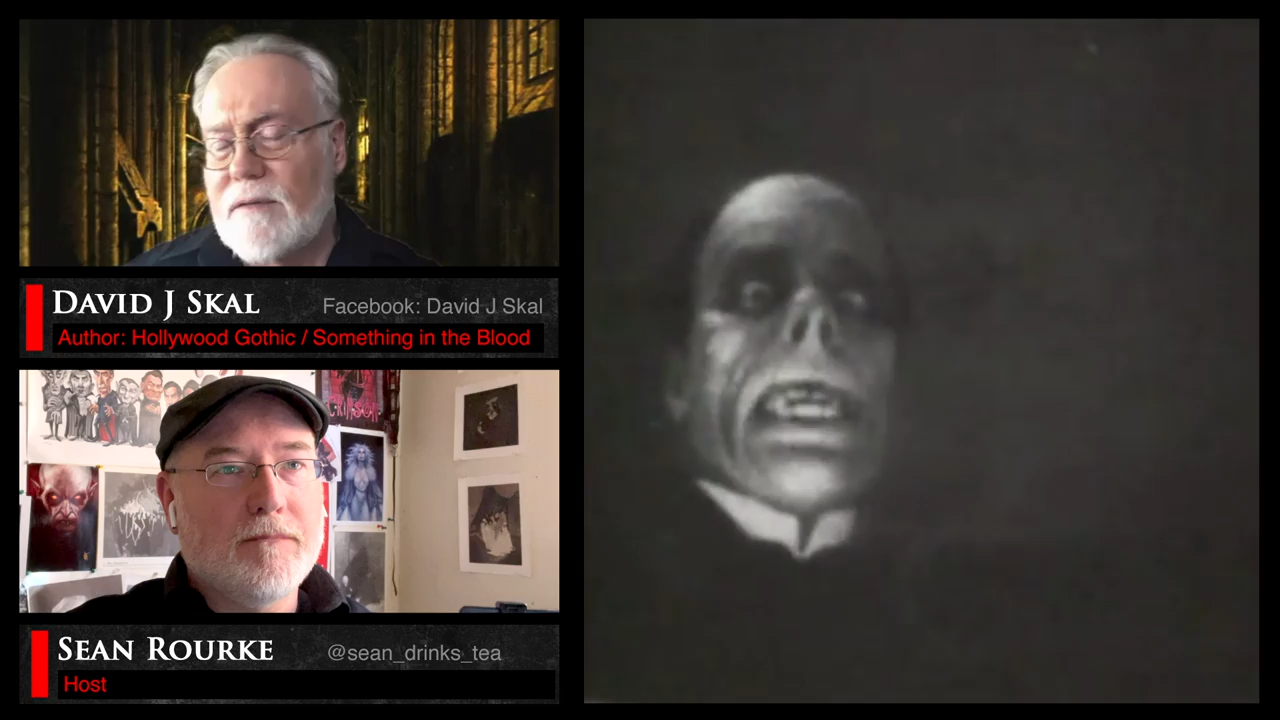 DAVID J SKAL
Facebook: David J Skal
Author: Hollywood Gothic / Something in the Blood
SEAN ROURKE
@sean_drinks_tea
Host